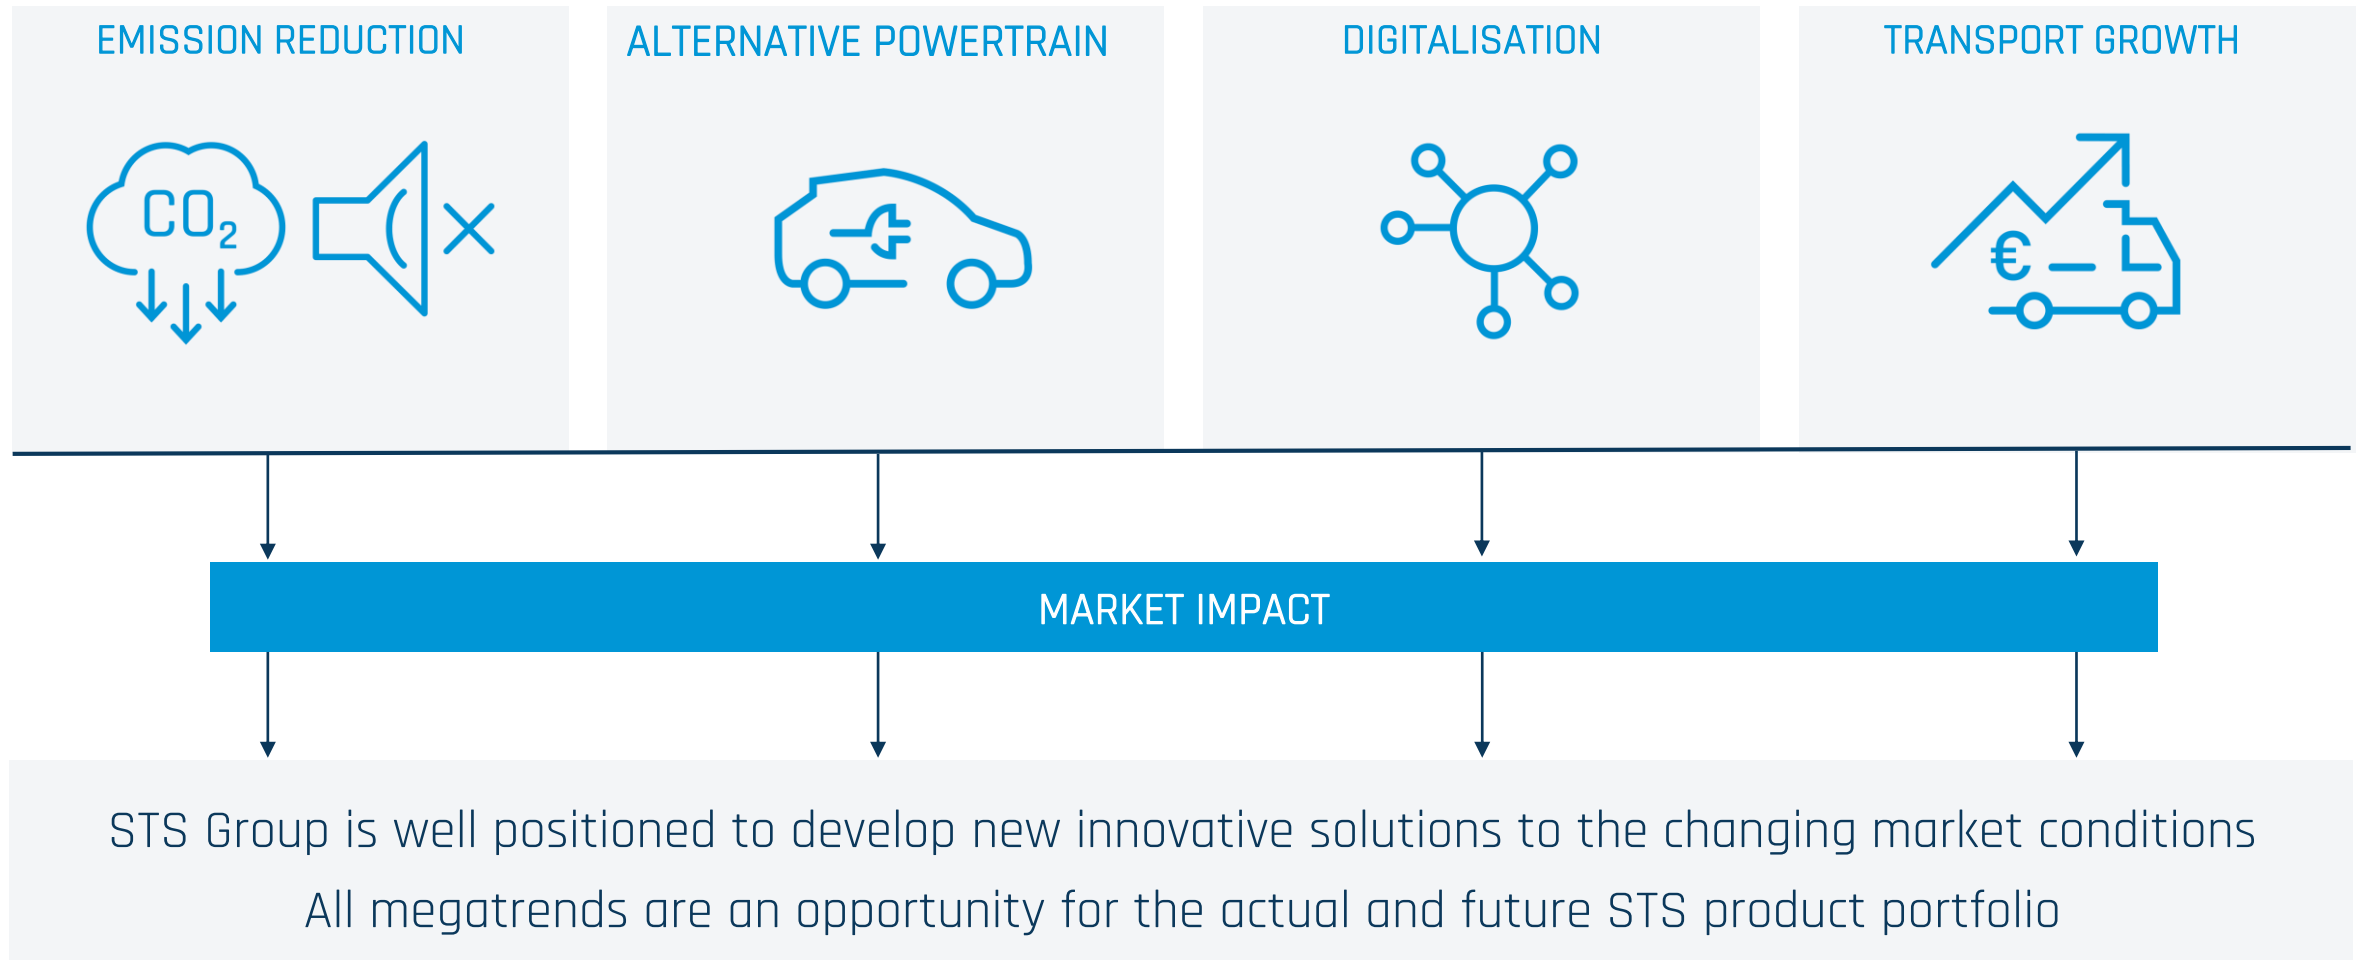 EMISSION REDUCTION
ALTERNATIVE POWERTRAIN
DIGITALISATION
TRANSPORT GROWTH
CO₂
€
MARKET IMPACT
STS Group is well positioned to develop new innovative solutions to the changing market conditions
All megatrends are an opportunity for the actual and future STS product portfolio